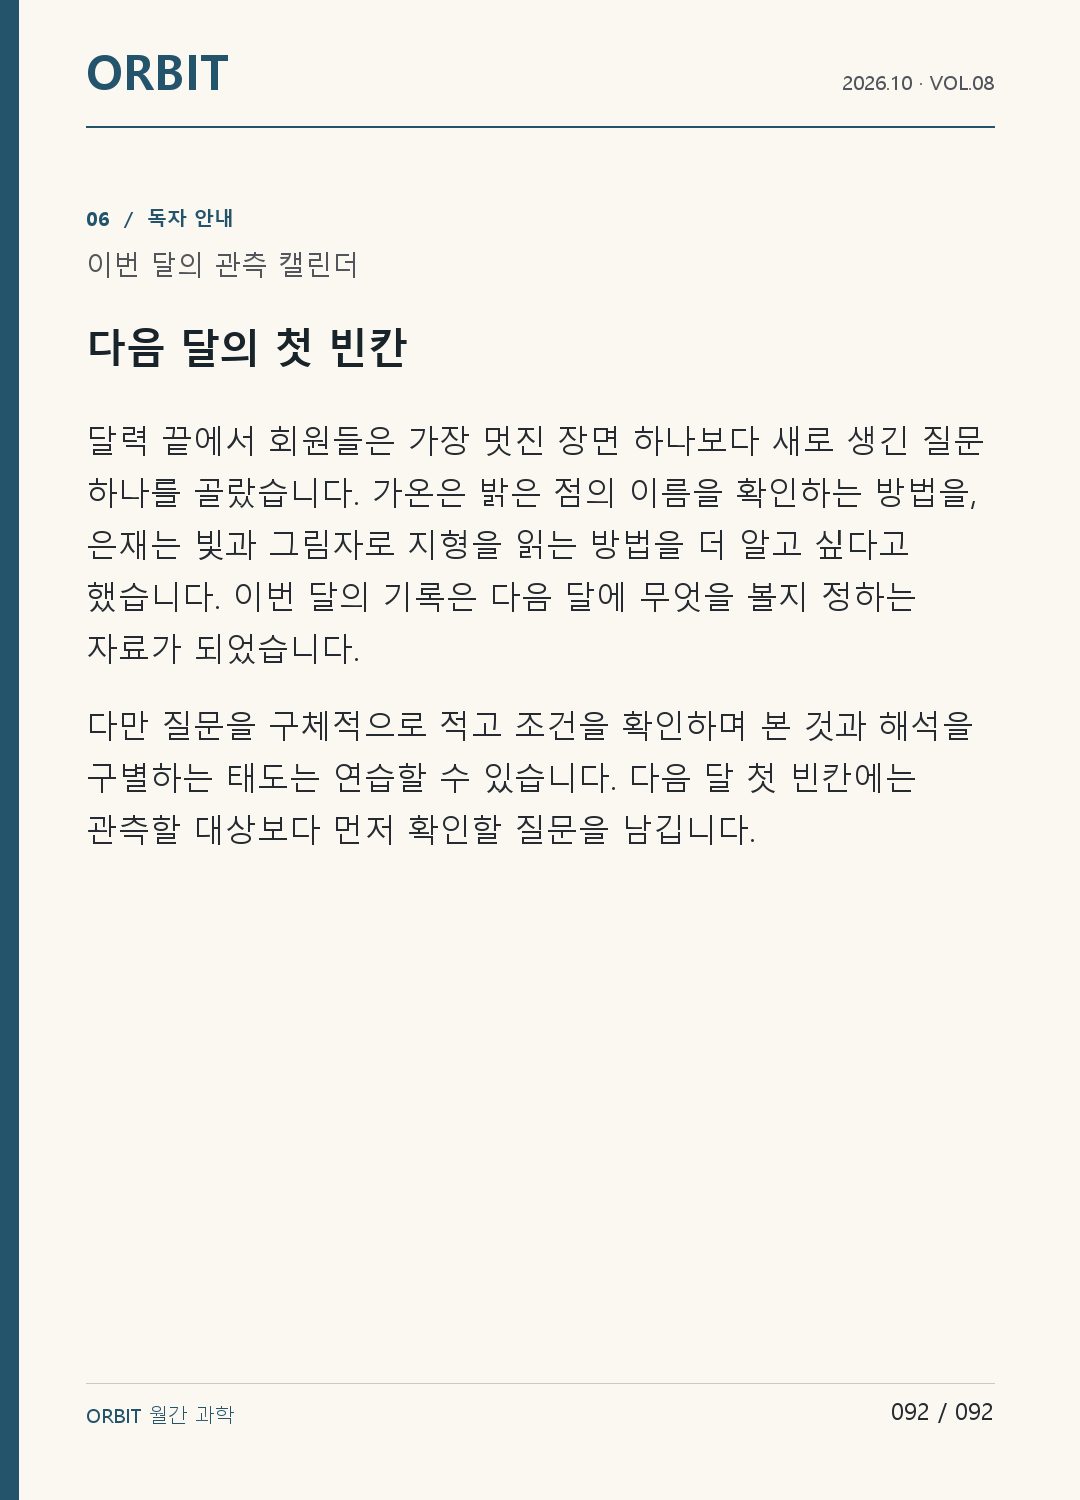 ORBIT
2026.10 · VOL.08
06 / 독자 안내
이번 달의 관측 캘린더
다음 달의 첫 빈칸
달력 끝에서 회원들은 가장 멋진 장면 하나보다 새로 생긴 질문
하나를 골랐습니다. 가온은 밝은 점의 이름을 확인하는 방법을,
은재는 빛과 그림자로 지형을 읽는 방법을 더 알고 싶다고
했습니다. 이번 달의 기록은 다음 달에 무엇을 볼지 정하는
자료가 되었습니다.
다만 질문을 구체적으로 적고 조건을 확인하며 본 것과 해석을
구별하는 태도는 연습할 수 있습니다. 다음 달 첫 빈칸에는
관측할 대상보다 먼저 확인할 질문을 남깁니다.
ORBIT 월간 과학
092 / 092